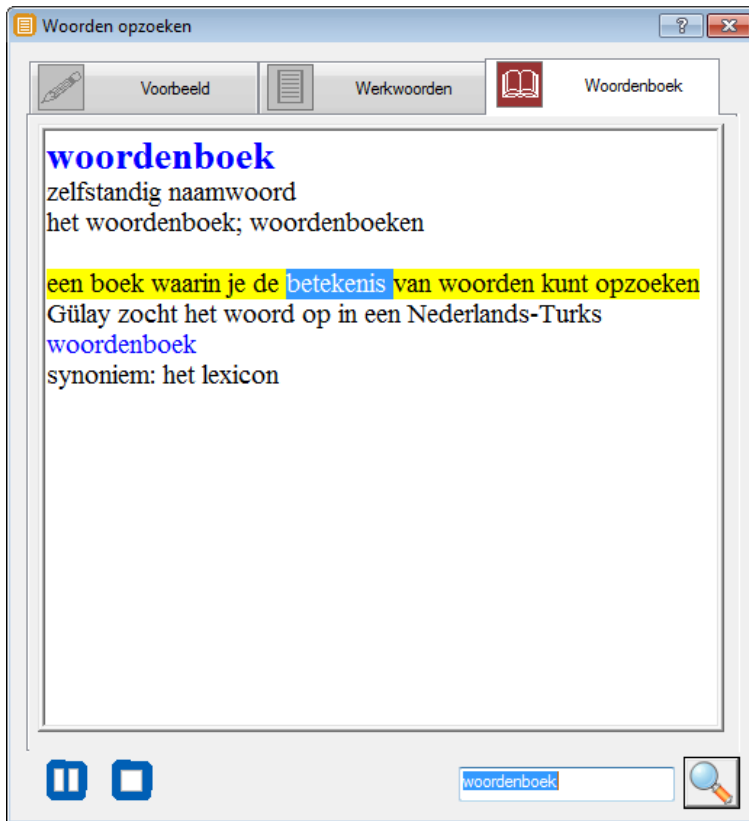 Woorden opzoeken
Voorbeeld
Werkwoorden
Woordenboek
woordenboek
zelfstandig naamwoord
het woordenboek; woordenboeken
een boek waarin je de betekenis van woorden kunt opzoeken
Gülay zocht het woord op in een Nederlands-Turks
woordenboek
synoniem: het lexicon
woordenboek